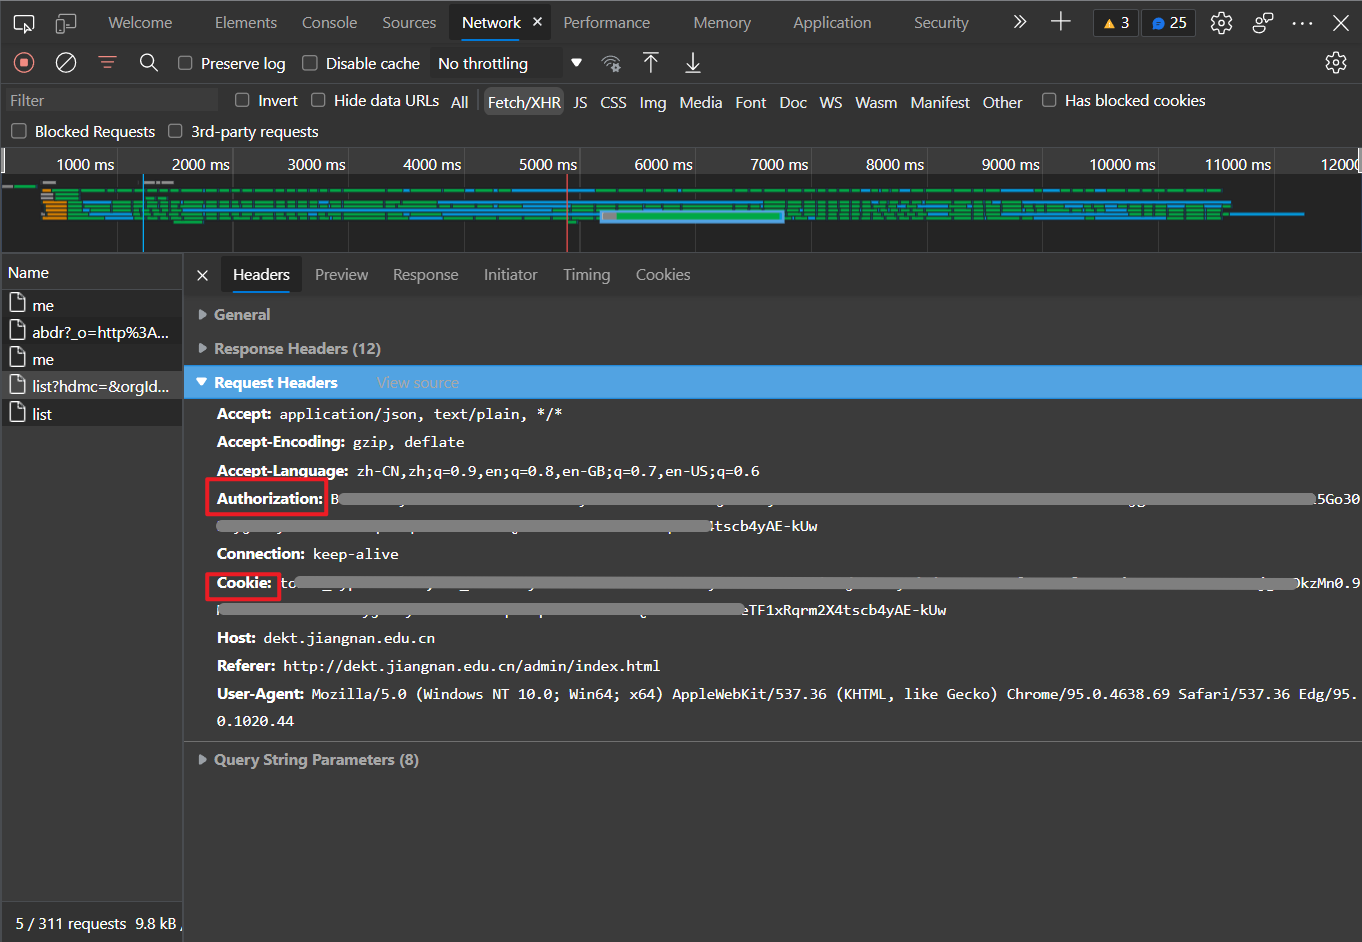 Welcome Elements Console Sources Network × Performance Memory Application Security 3 25
Preserve log Disable cache No throttling
Filter Invert Hide data URLs All Fetch/XHR JS CSS Img Media Font Doc WS Wasm Manifest Other Has blocked cookies
Blocked Requests 3rd-party requests
1000 ms 2000 ms 3000 ms 4000 ms 5000 ms 6000 ms 7000 ms 8000 ms 9000 ms 10000 ms 11000 ms 12000
Name
me
abdr?_o=http%3A...
me
list?hdmc=&orgId...
list
5 / 311 requests 9.8 kB
Headers Preview Response Initiator Timing Cookies
General
Response Headers (12)
Request Headers View source
Accept: application/json, text/plain, */*
Accept-Encoding: gzip, deflate
Accept-Language: zh-CN,zh;q=0.9,en;q=0.8,en-GB;q=0.7,en-US;q=0.6
Authorization: B 5Go30
4tscb4yAE-kUw
Connection: keep-alive
Cookie: to kzMn0.9
eTF1xRqrm2X4tscb4yAE-kUw
Host: dekt.jiangnan.edu.cn
Referer: http://dekt.jiangnan.edu.cn/admin/index.html
User-Agent: Mozilla/5.0 (Windows NT 10.0; Win64; x64) AppleWebKit/537.36 (KHTML, like Gecko) Chrome/95.0.4638.69 Safari/537.36 Edg/95.
0.1020.44
Query String Parameters (8)